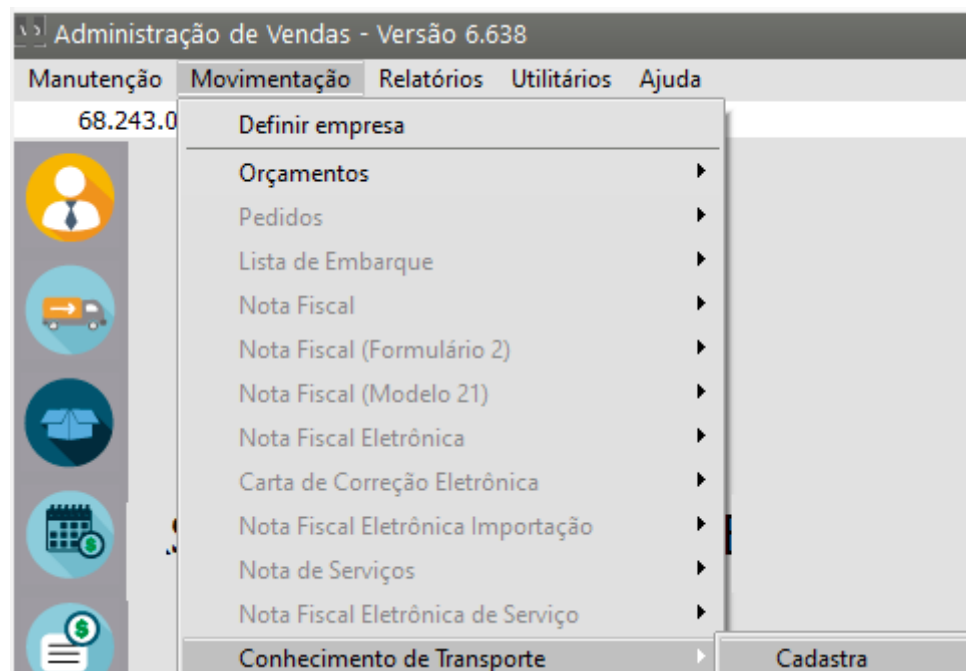 Administração de Vendas - Versão 6.638
Manutenção Movimentação Relatórios Utilitários Ajuda
68.243.0
Definir empresa
Orçamentos
Pedidos
Lista de Embarque
Nota Fiscal
Nota Fiscal (Formulário 2)
Nota Fiscal (Modelo 21)
Nota Fiscal Eletrônica
Carta de Correção Eletrônica
Nota Fiscal Eletrônica Importação
Nota de Serviços
Nota Fiscal Eletrônica de Serviço
Conhecimento de Transporte Cadastra